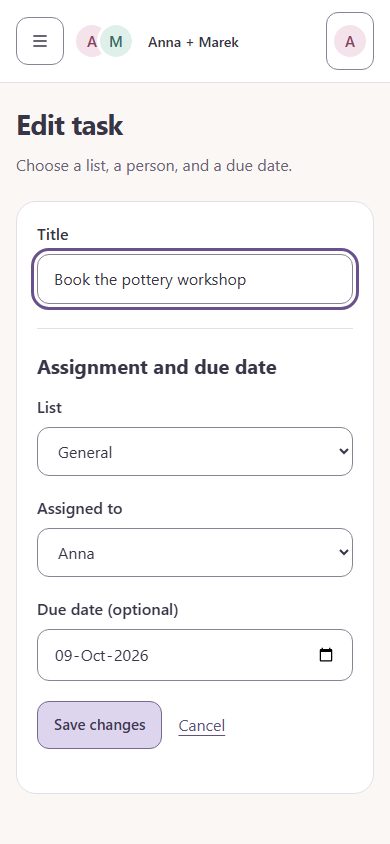 A M Anna + Marek A
Edit task
Choose a list, a person, and a due date.
Title
Book the pottery workshop
Assignment and due date
List
General
Assigned to
Anna
Due date (optional)
09-Oct-2026
Save changes Cancel